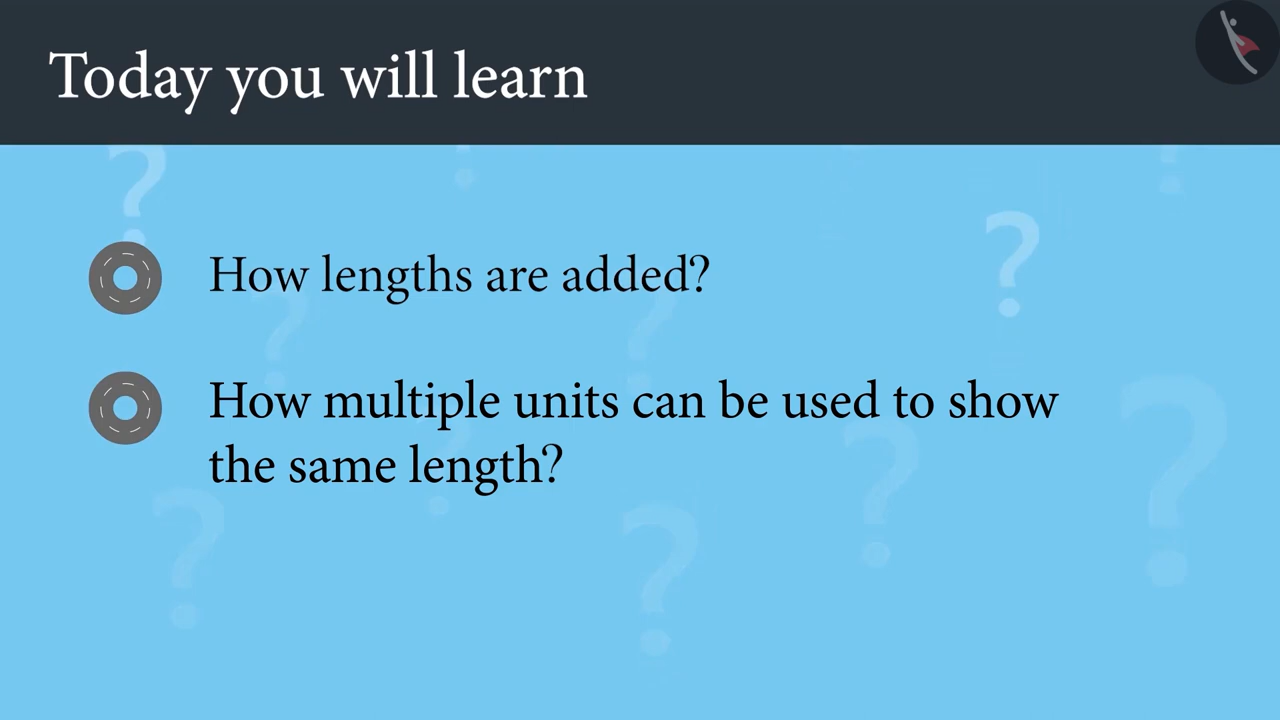 Today you will learn
How lengths are added?
How multiple units can be used to show
the same length?